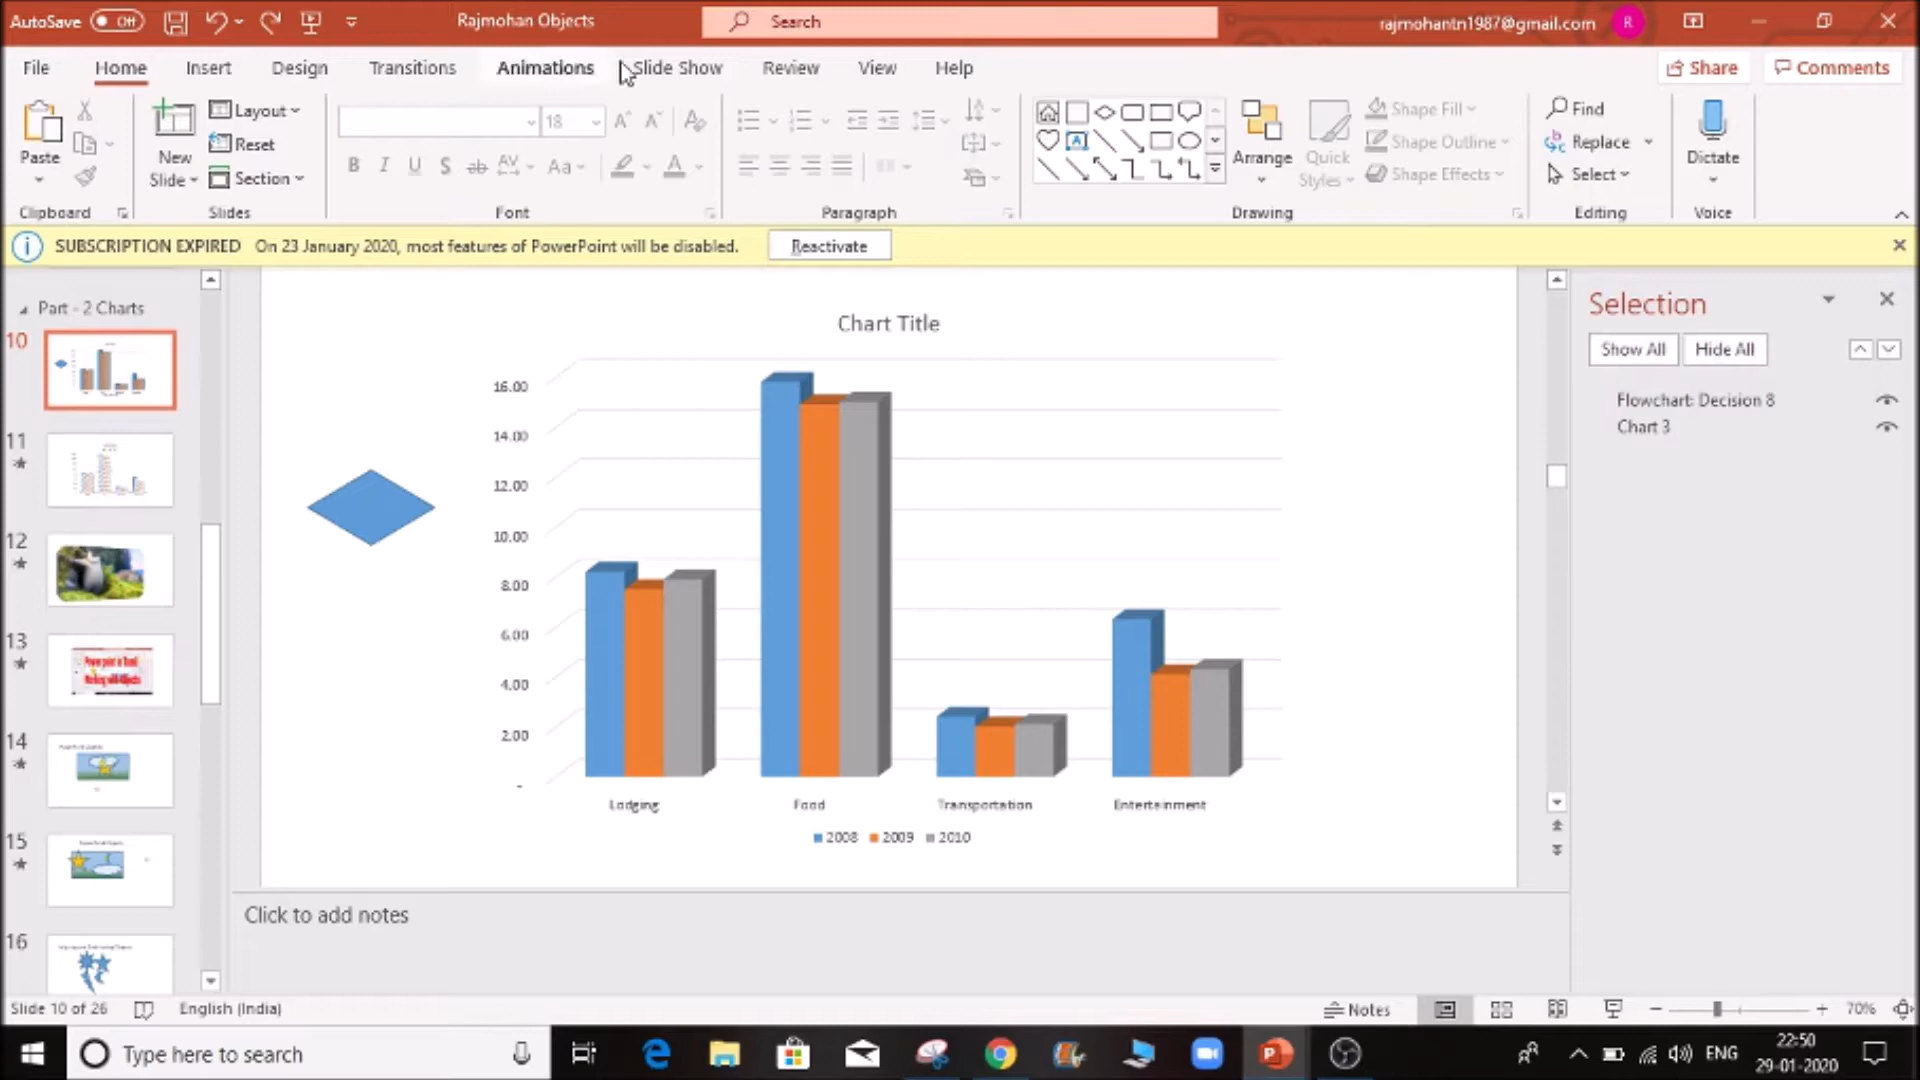 AutoSave Off Rajmohan Objects Search rajmohantn1987@gmail.com R
File Home Insert Design Transitions Animations Slide Show Review View Help Share Comments
Paste New Slide Layout Reset Section 18 Arrange Quick Styles Shape Fill Shape Outline Shape Effects Find Replace Select Dictate
Clipboard Slides Font Paragraph Drawing Editing Voice
SUBSCRIPTION EXPIRED On 23 January 2020, most features of PowerPoint will be disabled. Reactivate
Part - 2 Charts
10
11
12
13
Working with Objects
14
15
16
Chart Title
16.00
14.00
12.00
10.00
8.00
6.00
4.00
2.00
-
Lodging Food Transportation Entertainment
2008 2009 2010
Selection
Show All Hide All
Flowchart: Decision 8
Chart 3
Click to add notes
Slide 10 of 26 English (India) Notes 70%
Type here to search ENG 22:50
29-01-2020